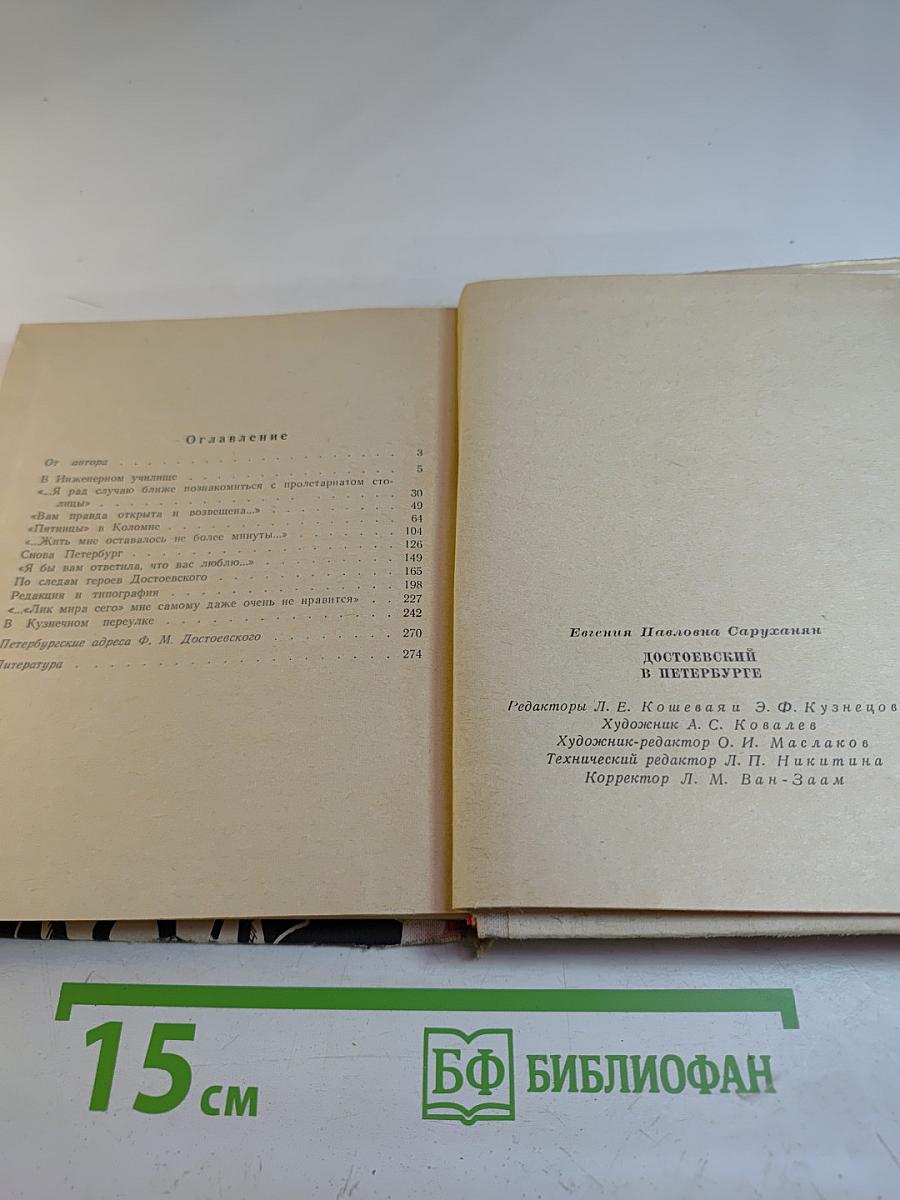 Оглавление
От автора . . . . . . . . . . . . . . . . . . 3
В Инженерном училище . . . . . . . . . . . . 5
«...Я рад случаю ближе познакомиться с пролетариатом сто-
лицы» . . . . . . . . . . . . . . . . . . 30
«Вам правда открыта и возвещена...» . . . . . . . . 49
«Пятницы» в Коломне . . . . . . . . . . . . . 64
«...Жить мне оставалось не более минуты...» . . . . . . 104
Снова Петербург . . . . . . . . . . . . . . . 126
«Я бы вам ответила, что вас люблю...» . . . . . . . . 149
По следам героев Достоевского . . . . . . . . . . 165
Редакция и типография . . . . . . . . . . . . . 198
«...«Лик мира сего» мне самому даже очень не нравится» . . 227
В Кузнечном переулке . . . . . . . . . . . . . 242
Петербургские адреса Ф. М. Достоевского . . . . . . . 270
Литература . . . . . . . . . . . . . . . . . 274
Евгения Павловна Саруханян
ДОСТОЕВСКИЙ
В ПЕТЕРБУРГЕ
Редакторы Л. Е. Кошевая и Э. Ф. Кузнецов
Художник А. С. Ковалев
Художник-редактор О. И. Маслаков
Технический редактор Л. П. Никитина
Корректор Л. М. Ван-Заам
15 см
БФ БИБЛИОФАН